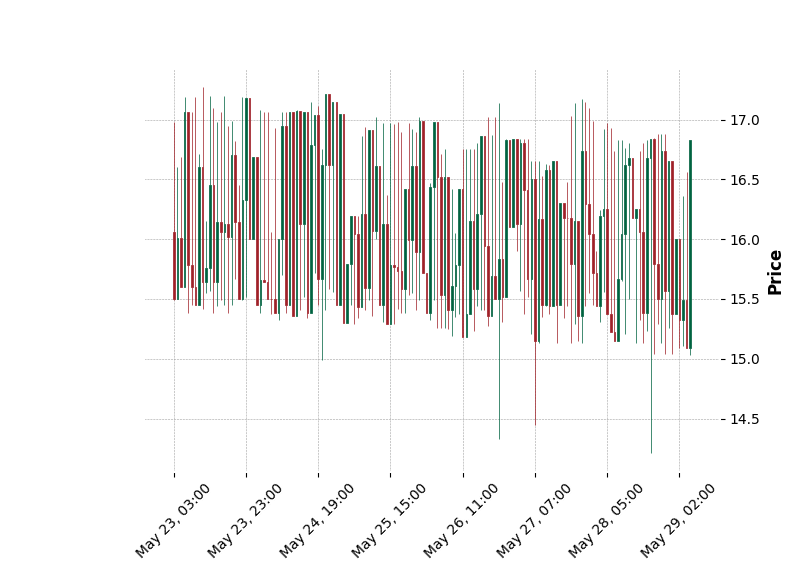 17.0
16.5
16.0
15.5
15.0
14.5
Price
May 23, 03:00
May 23, 23:00
May 24, 19:00
May 25, 15:00
May 26, 11:00
May 27, 07:00
May 28, 05:00
May 29, 02:00